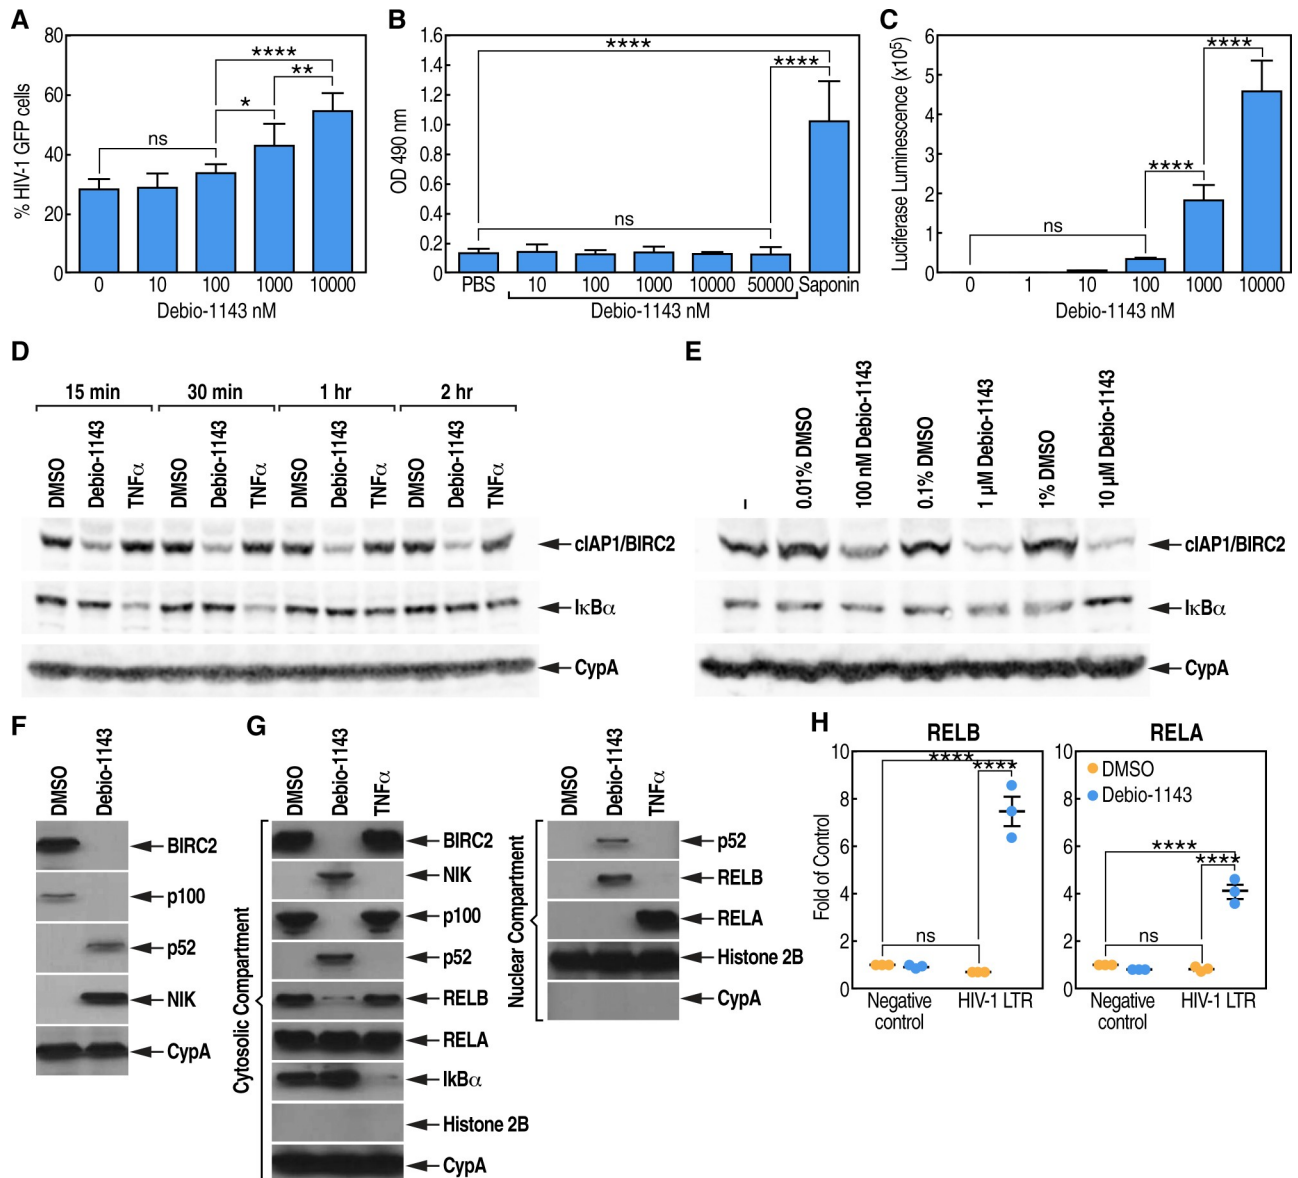 A
% HIV-1 GFP cells
80
60
40
20
0
ns
*
**
****
0 10 100 1000 10000
Debio-1143 nM
B
OD 490 nm
1.6
1.4
1.2
1.0
0.8
0.6
0.4
0.2
0
****
****
ns
PBS 10 100 1000 10000 50000 Saponin
Debio-1143 nM
C
Luciferase Luminescence (x10⁵)
6
5
4
3
2
1
0
****
****
ns
0 1 10 100 1000 10000
Debio-1143 nM
D
15 min 30 min 1 hr 2 hr
DMSO Debio-1143 TNFα DMSO Debio-1143 TNFα DMSO Debio-1143 TNFα DMSO Debio-1143 TNFα
cIAP1/BIRC2
IκBα
CypA
E
– 0.01% DMSO 100 nM Debio-1143 0.1% DMSO 1 µM Debio-1143 1% DMSO 10 µM Debio-1143
cIAP1/BIRC2
IκBα
CypA
F
DMSO Debio-1143
BIRC2
p100
p52
NIK
CypA
G
Cytosolic Compartment
DMSO Debio-1143 TNFα
BIRC2
NIK
p100
p52
RELB
RELA
IkBα
Histone 2B
CypA
Nuclear Compartment
DMSO Debio-1143 TNFα
p52
RELB
RELA
Histone 2B
CypA
H
RELB
Fold of Control
10
8
6
4
2
0
****
****
ns
Negative control
HIV-1 LTR
RELA
10
8
6
4
2
0
DMSO
Debio-1143
****
****
ns
Negative control
HIV-1 LTR